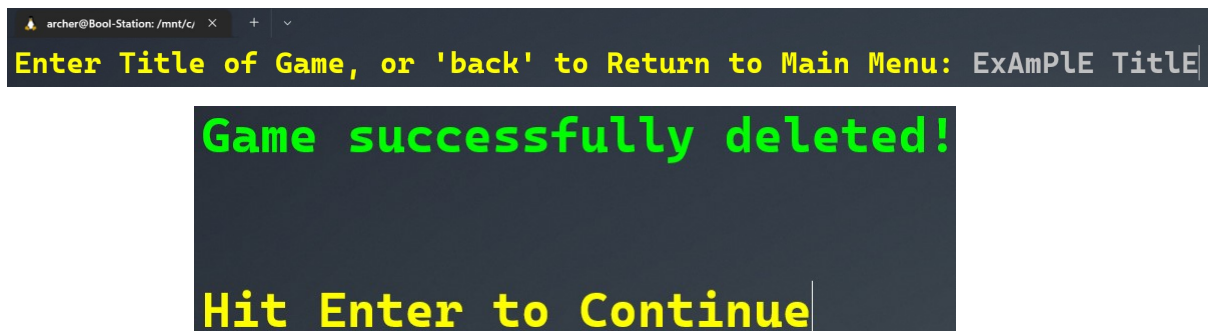 archer@Bool-Station: /mnt/c/
Enter Title of Game, or 'back' to Return to Main Menu: ExAmPlE TitlE
Game successfully deleted!
Hit Enter to Continue